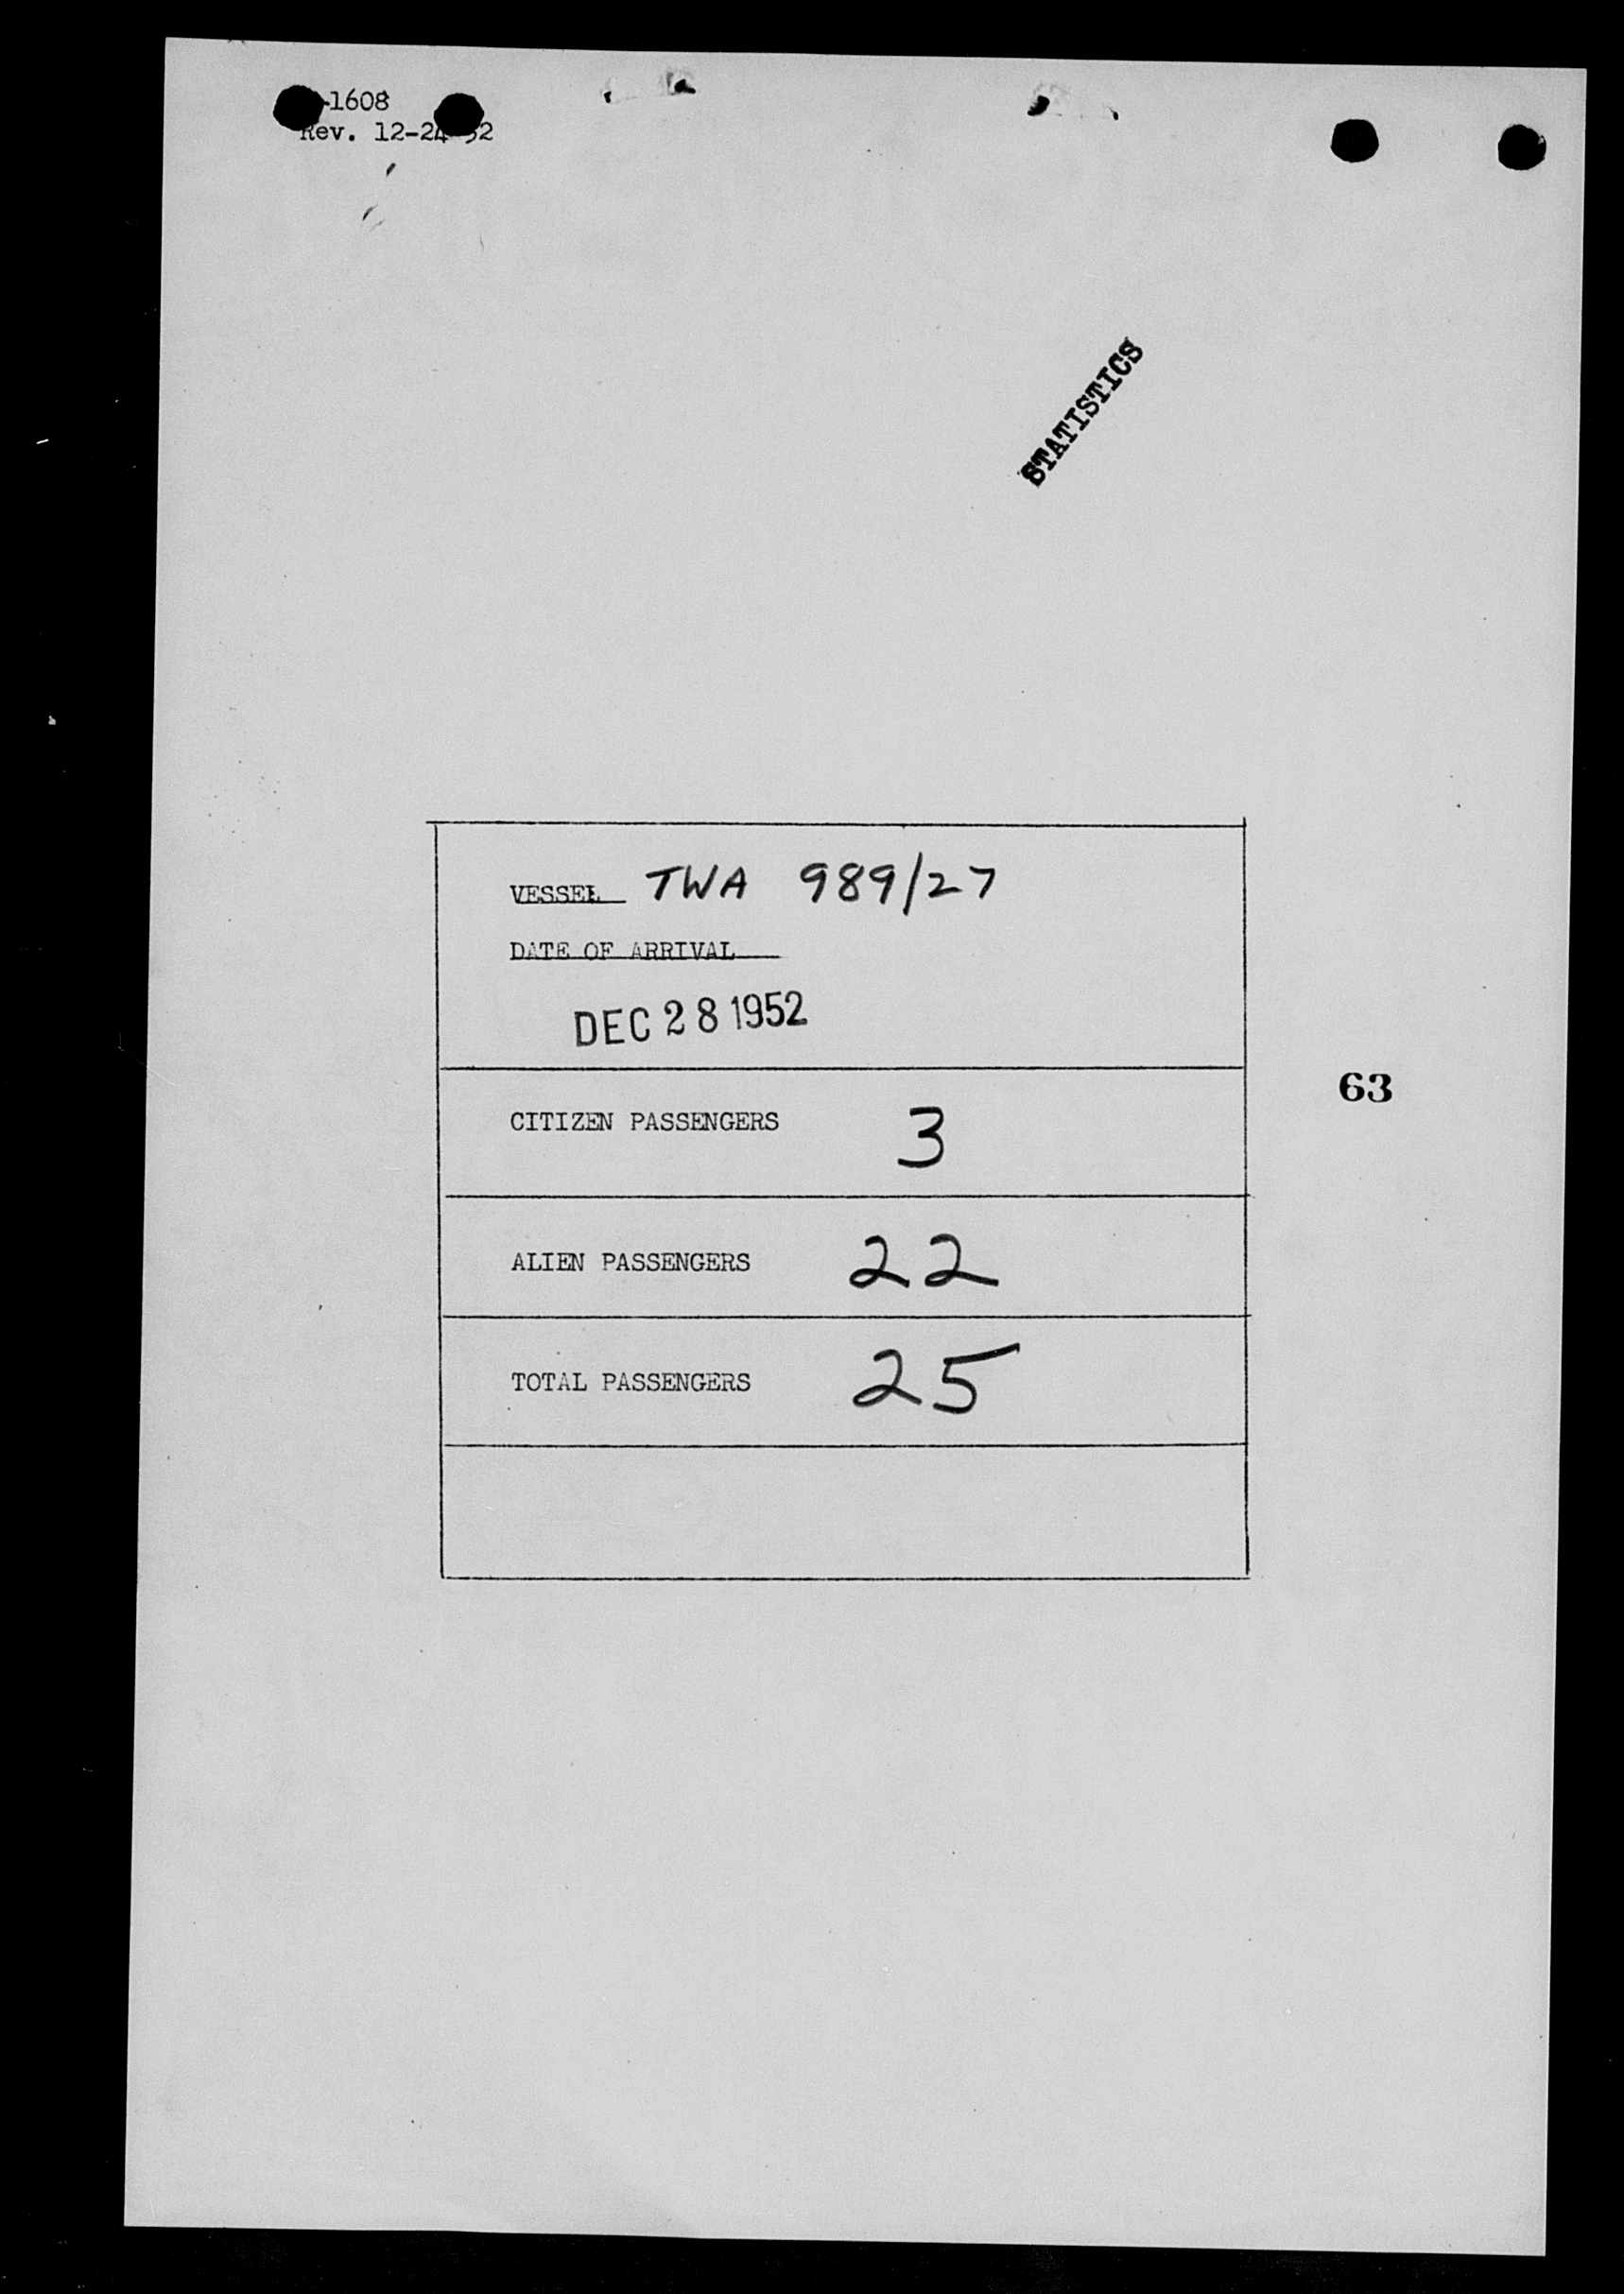 -1608
Rev. 12-24-52
STATISTICS
VESSEL TWA 989/27
DATE OF ARRIVAL
DEC 28 1952
63
CITIZEN PASSENGERS 3
ALIEN PASSENGERS 22
TOTAL PASSENGERS 25